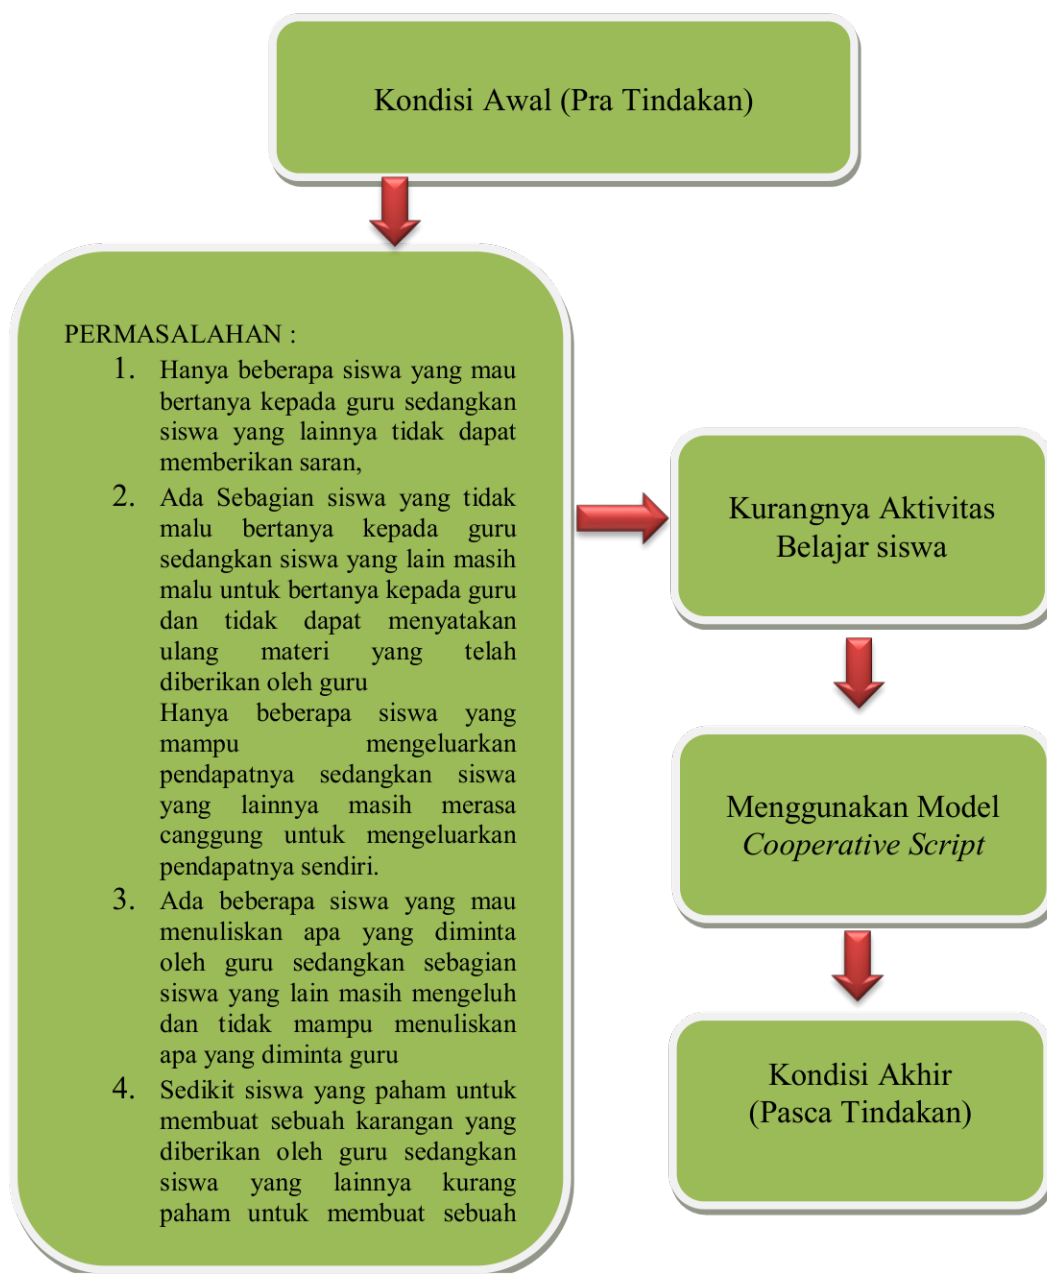 Kondisi Awal (Pra Tindakan)
PERMASALAHAN :
1. Hanya beberapa siswa yang mau
bertanya kepada guru sedangkan
siswa yang lainnya tidak dapat
memberikan saran,
2. Ada Sebagian siswa yang tidak
malu bertanya kepada guru
sedangkan siswa yang lain masih
malu untuk bertanya kepada guru
dan tidak dapat menyatakan
ulang materi yang telah
diberikan oleh guru
Hanya beberapa siswa yang
mampu mengeluarkan
pendapatnya sedangkan siswa
yang lainnya masih merasa
canggung untuk mengeluarkan
pendapatnya sendiri.
3. Ada beberapa siswa yang mau
menuliskan apa yang diminta
oleh guru sedangkan sebagian
siswa yang lain masih mengeluh
dan tidak mampu menuliskan
apa yang diminta guru
4. Sedikit siswa yang paham untuk
membuat sebuah karangan yang
diberikan oleh guru sedangkan
siswa yang lainnya kurang
paham untuk membuat sebuah
Kurangnya Aktivitas
Belajar siswa
Menggunakan Model
Cooperative Script
Kondisi Akhir
(Pasca Tindakan)